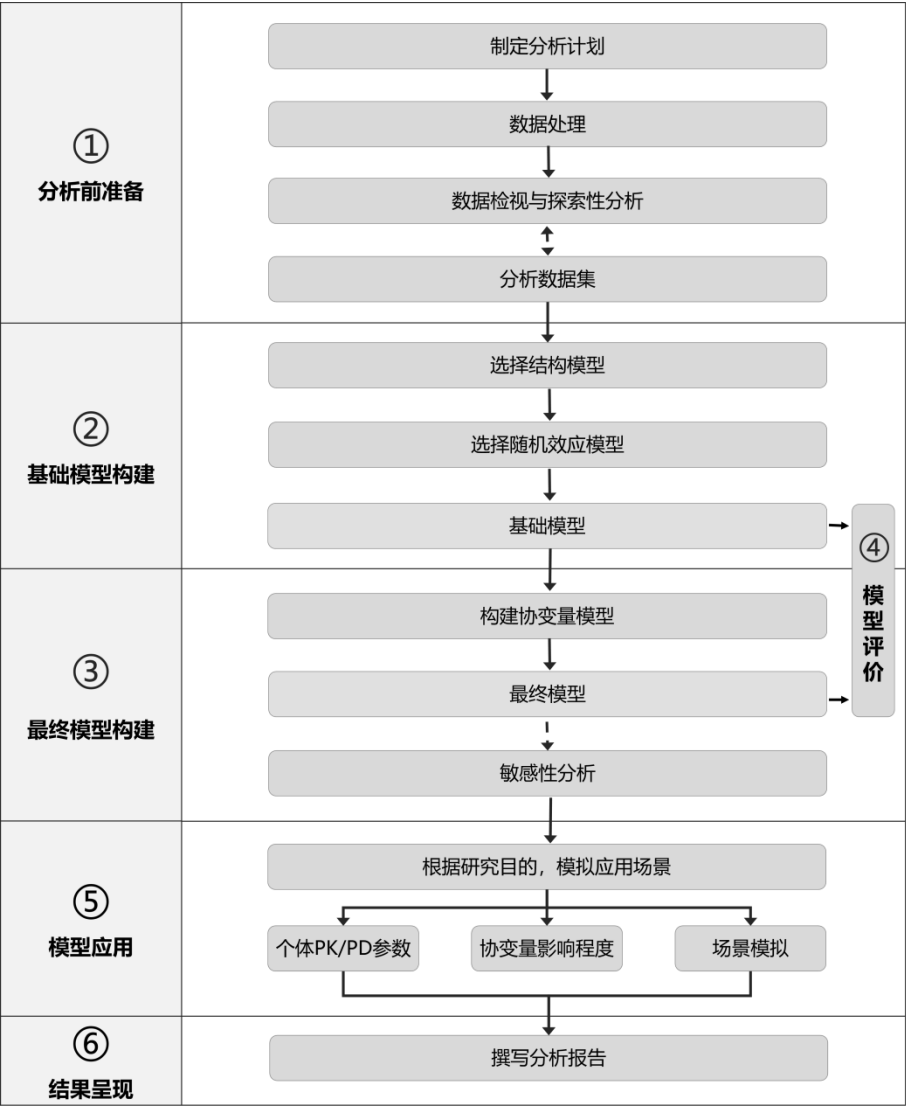 ①
分析前准备
制定分析计划
数据处理
数据检视与探索性分析
分析数据集
②
基础模型构建
选择结构模型
选择随机效应模型
基础模型
③
最终模型构建
构建协变量模型
最终模型
敏感性分析
④
模型评价
⑤
模型应用
根据研究目的，模拟应用场景
个体PK/PD参数
协变量影响程度
场景模拟
⑥
结果呈现
撰写分析报告